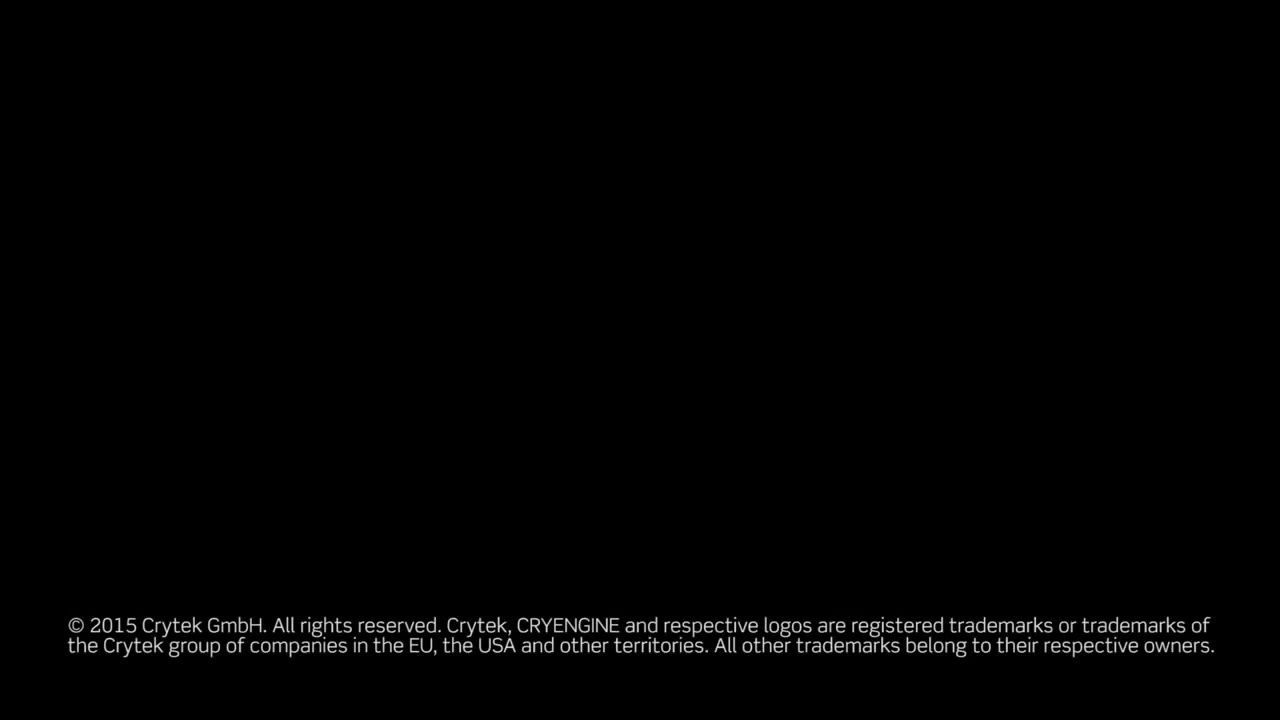 © 2015 Crytek GmbH. All rights reserved. Crytek, CRYENGINE and respective logos are registered trademarks or trademarks of
the Crytek group of companies in the EU, the USA and other territories. All other trademarks belong to their respective owners.